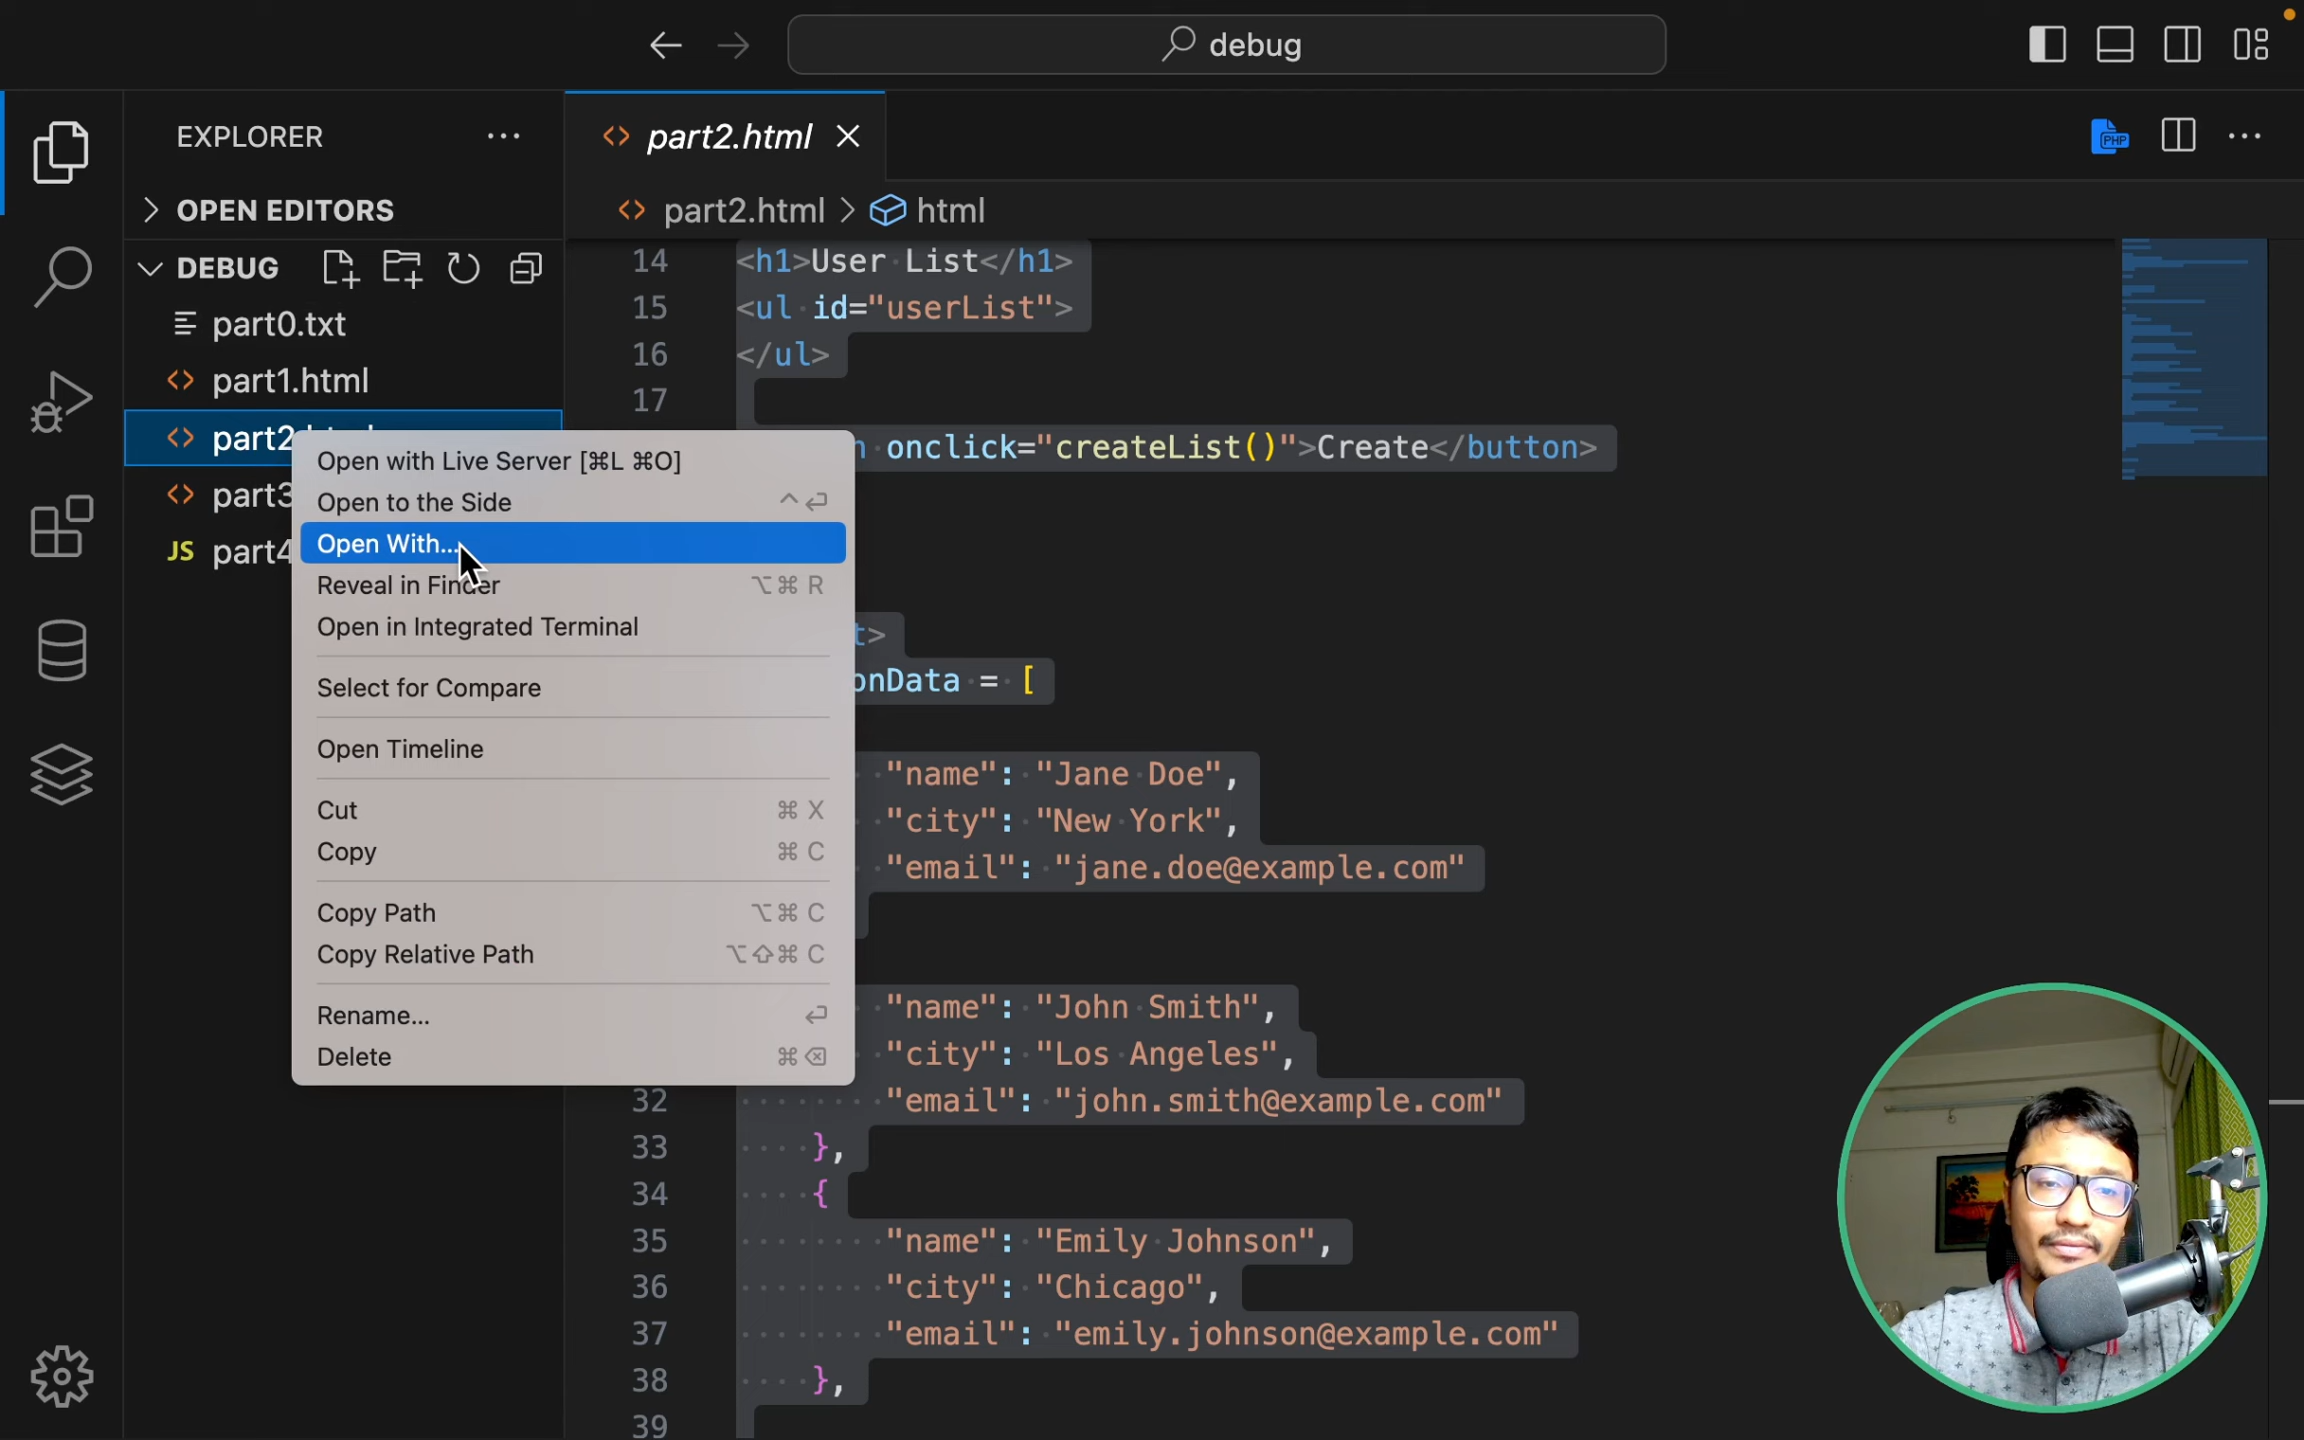 debug
EXPLORER
OPEN EDITORS
DEBUG
part0.txt
part1.html
part2.html
part3
JS part4
part2.html
part2.html > html
PHP
Open with Live Server [⌘L ⌘O]
Open to the Side ^↩
Open With...
Reveal in Finder ⌥⌘ R
Open in Integrated Terminal
Select for Compare
Open Timeline
Cut ⌘ X
Copy ⌘ C
Copy Path ⌥⌘ C
Copy Relative Path ⌥⇧⌘ C
Rename... ↩
Delete ⌘⌫
14 <h1>User List</h1>
15 <ul id="userList">
16 </ul>
17
n onclick="createList()">Create</button>
t>
onData = [
"name": "Jane Doe",
"city": "New York",
"email": "jane.doe@example.com"
"name": "John Smith",
"city": "Los Angeles",
32 "email": "john.smith@example.com"
33 },
34 {
35 "name": "Emily Johnson",
36 "city": "Chicago",
37 "email": "emily.johnson@example.com"
38 },
39